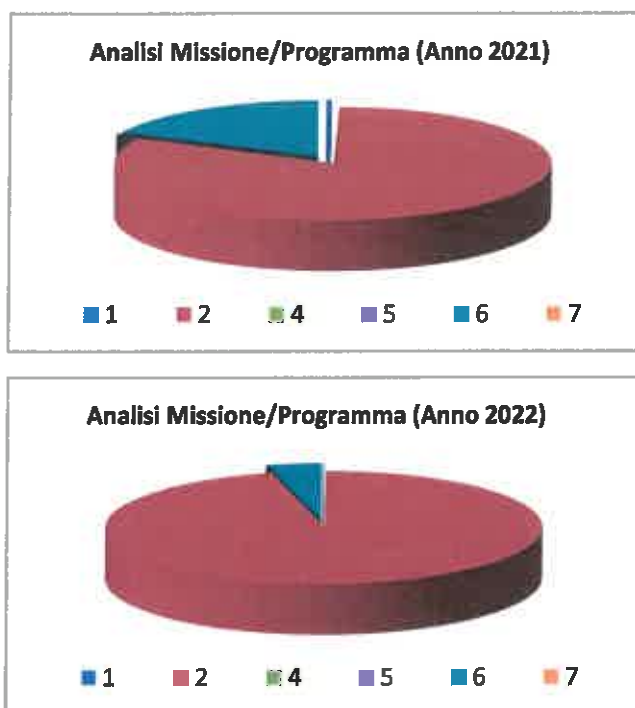 Analisi Missione/Programma (Anno 2021)
1 2 4 5 6 7
Analisi Missione/Programma (Anno 2022)
1 2 4 5 6 7